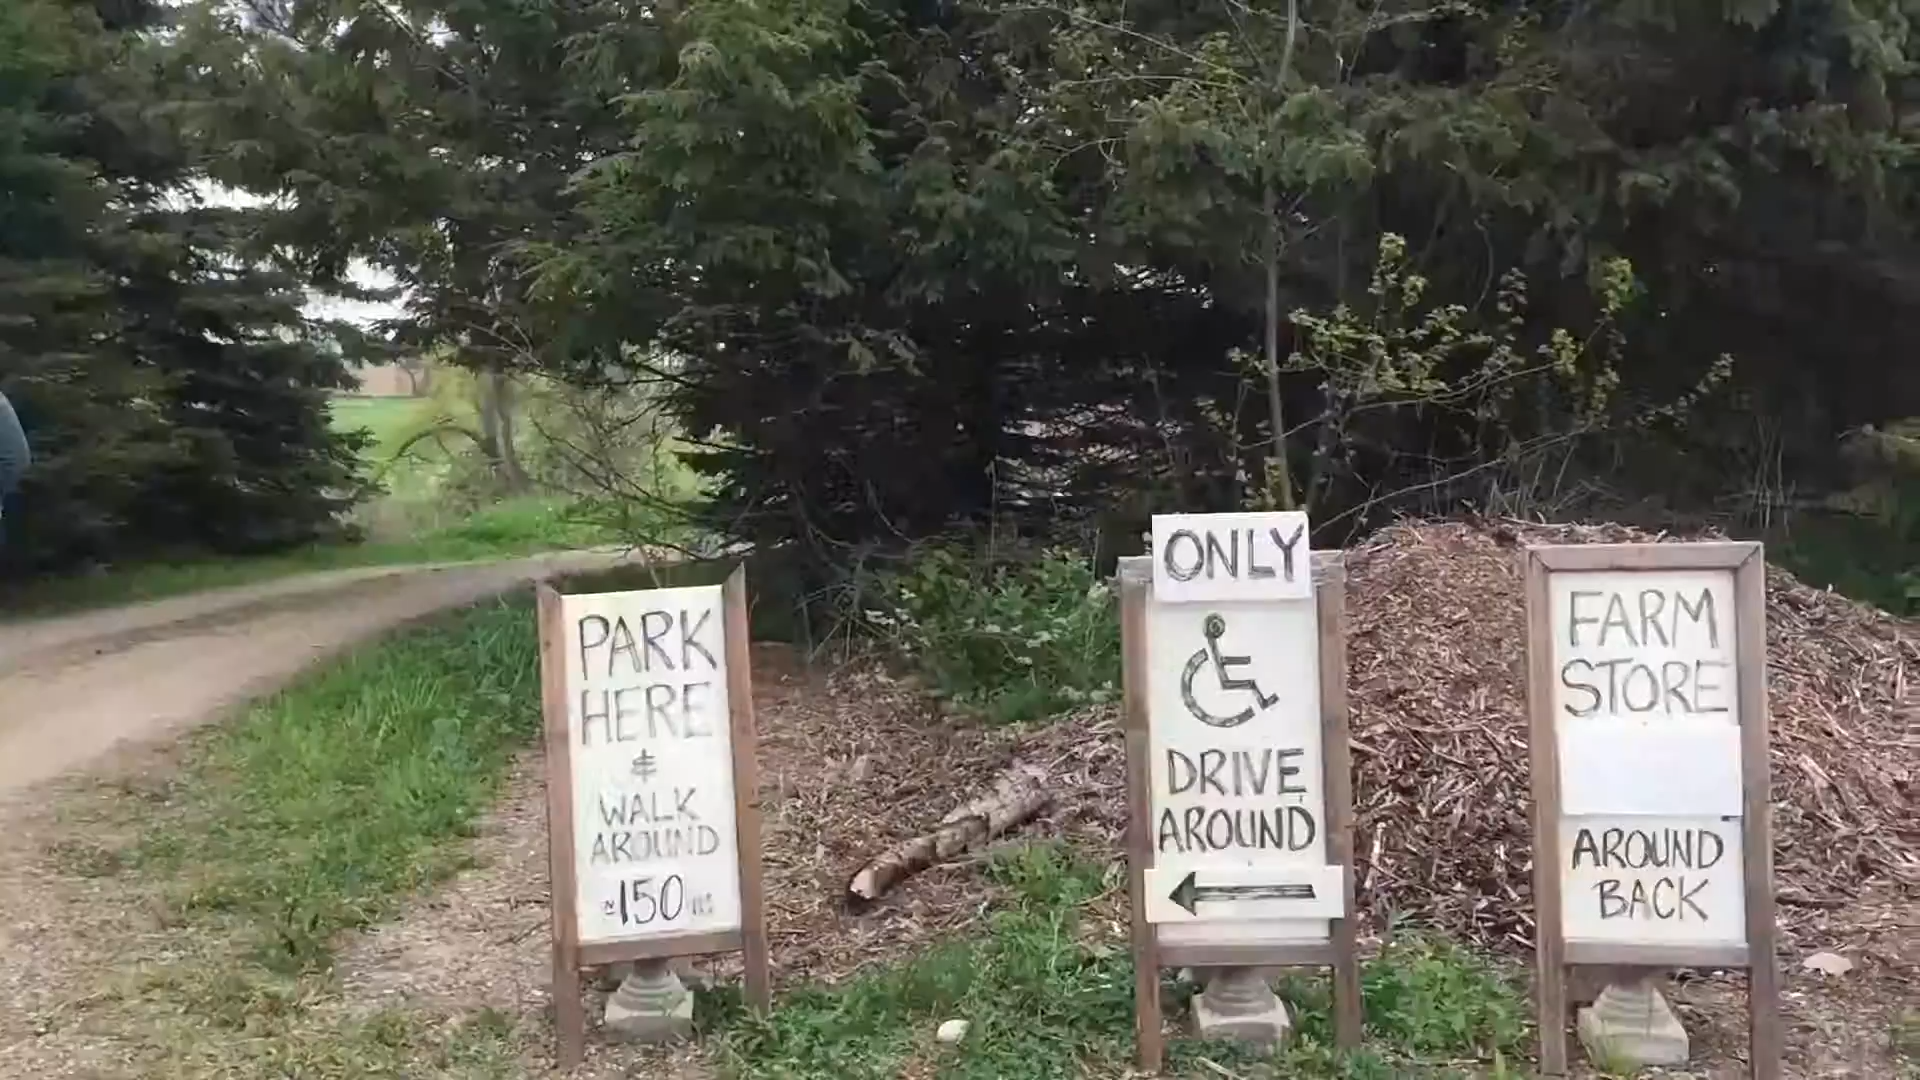 PARK
HERE
&
WALK
AROUND
~150
ONLY
DRIVE
AROUND
FARM
STORE
AROUND
BACK